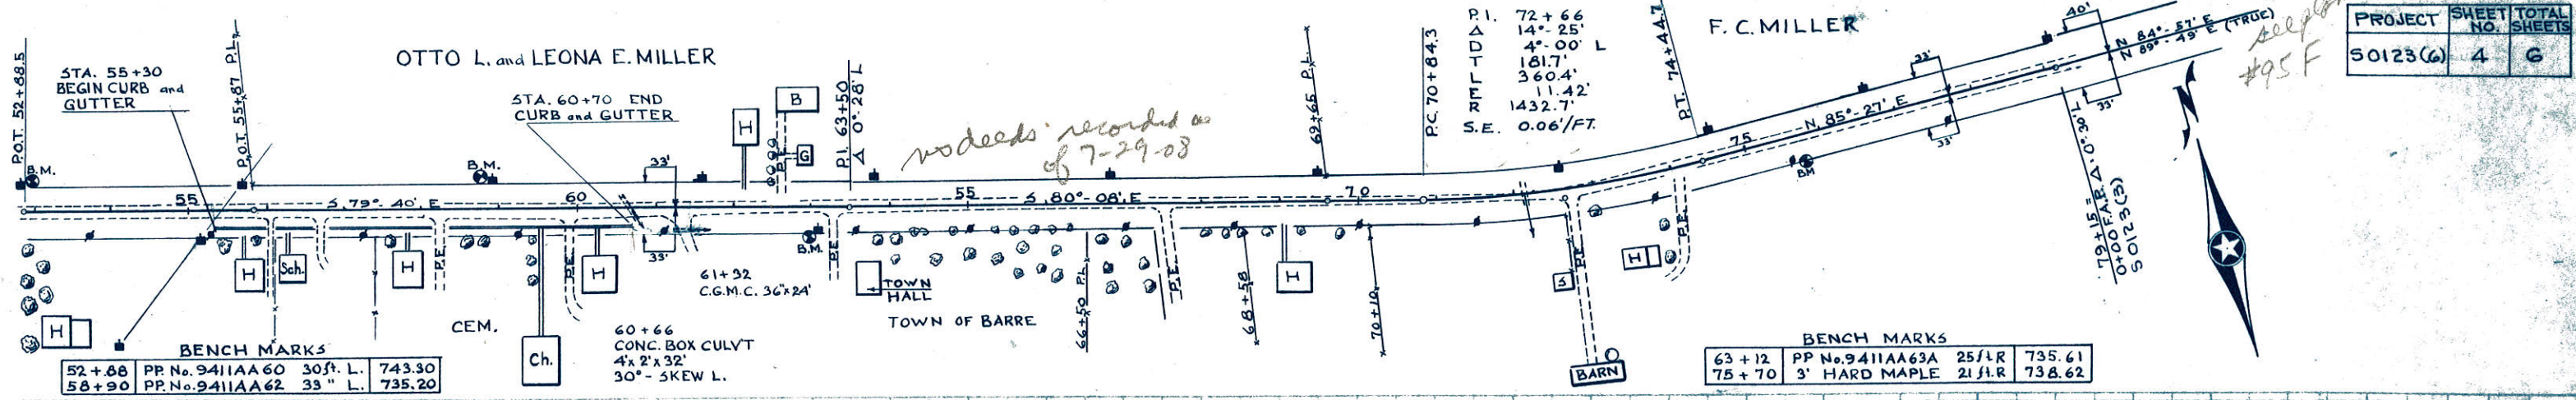 P.O.T. 52+88.5
STA. 55+30
BEGIN CURB and
GUTTER
P.O.T. 55+87 P.L.
OTTO L. and LEONA E. MILLER
STA. 60+70 END
CURB and GUTTER
H
B
G
P.E.
P.I. 63+50
Δ 0°-28' L
no deeds recorded as
of 7-29-08
69+65 P.L.
P.C. 70+84.3
P.I. 72+66
Δ 14°-25'
D 4°-00' L
T 181.7'
L 360.4'
E 11.42'
R 1432.7'
S.E. 0.06'/FT.
P.T. 74+44.7
F. C. MILLER
40'
N 84°-57' E
N 89°-49' E (TRUE)
#95 F
PROJECT SHEET NO. TOTAL SHEETS
S0123(6) 4 6
B.M.
B.M.
33'
33'
33'
33'
55
S. 79°-40' E
60
55
S. 80°-08' E
70
75
N. 85°-27' E
BM
N
H
Sch.
H
P.E.
P.E.
H
33'
B.M.
P.E.
61+32
C.G.M.C. 36"x24'
TOWN
HALL
TOWN OF BARRE
66+50 P.L.
P.E.
68+58
H
70+10
S
P.E.
H
P.E.
79+15 = Δ 0°-30' L
0+00 F.A.P.
S0123(3)
H
CEM.
Ch.
60+66
CONC. BOX CULV'T
4'x 2'x 32'
30° - SKEW L.
BARN
BENCH MARKS
52+88 PP. No. 9411AA60 30ft. L. 743.30
58+90 PP. No. 9411AA62 33 " L. 735.20
BENCH MARKS
63+12 PP No. 9411AA63A 25ft R 735.61
75+70 3' HARD MAPLE 21ft. R 738.62